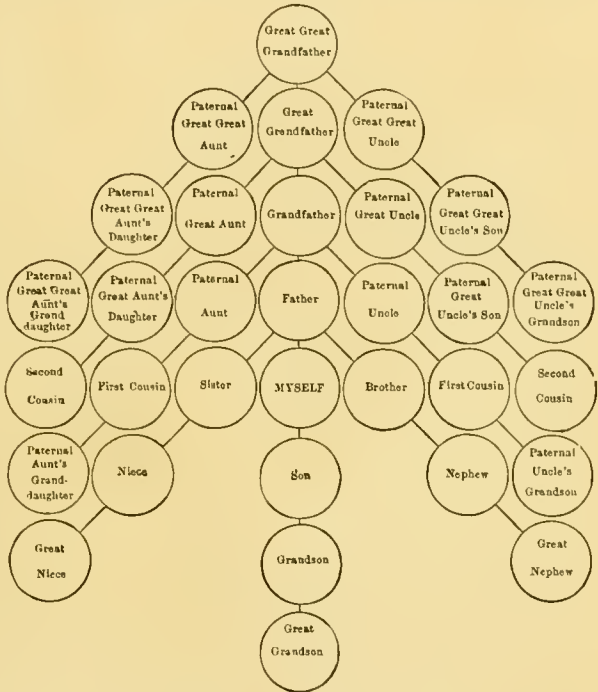 Great Great
Grandfather
Paternal
Great Great
Aunt
Great
Grandfather
Paternal
Great Great
Uncle
Paternal
Great Great
Aunt's
Daughter
Paternal
Great Aunt
Grandfather
Paternal
Great Uncle
Paternal
Great Great
Uncle's Son
Paternal
Great Great
Aunt's
Grand
daughter
Paternal
Great Aunt's
Daughter
Paternal
Aunt
Father
Paternal
Uncle
Paternal
Great
Uncle's Son
Paternal
Great Great
Uncle's
Grandson
Second
Cousin
First Cousin
Sister
MYSELF
Brother
First Cousin
Second
Cousin
Paternal
Aunt's
Grand-
daughter
Niece
Son
Nephew
Paternal
Uncle's
Grandson
Great
Niece
Grandson
Great
Nephew
Great
Grandson